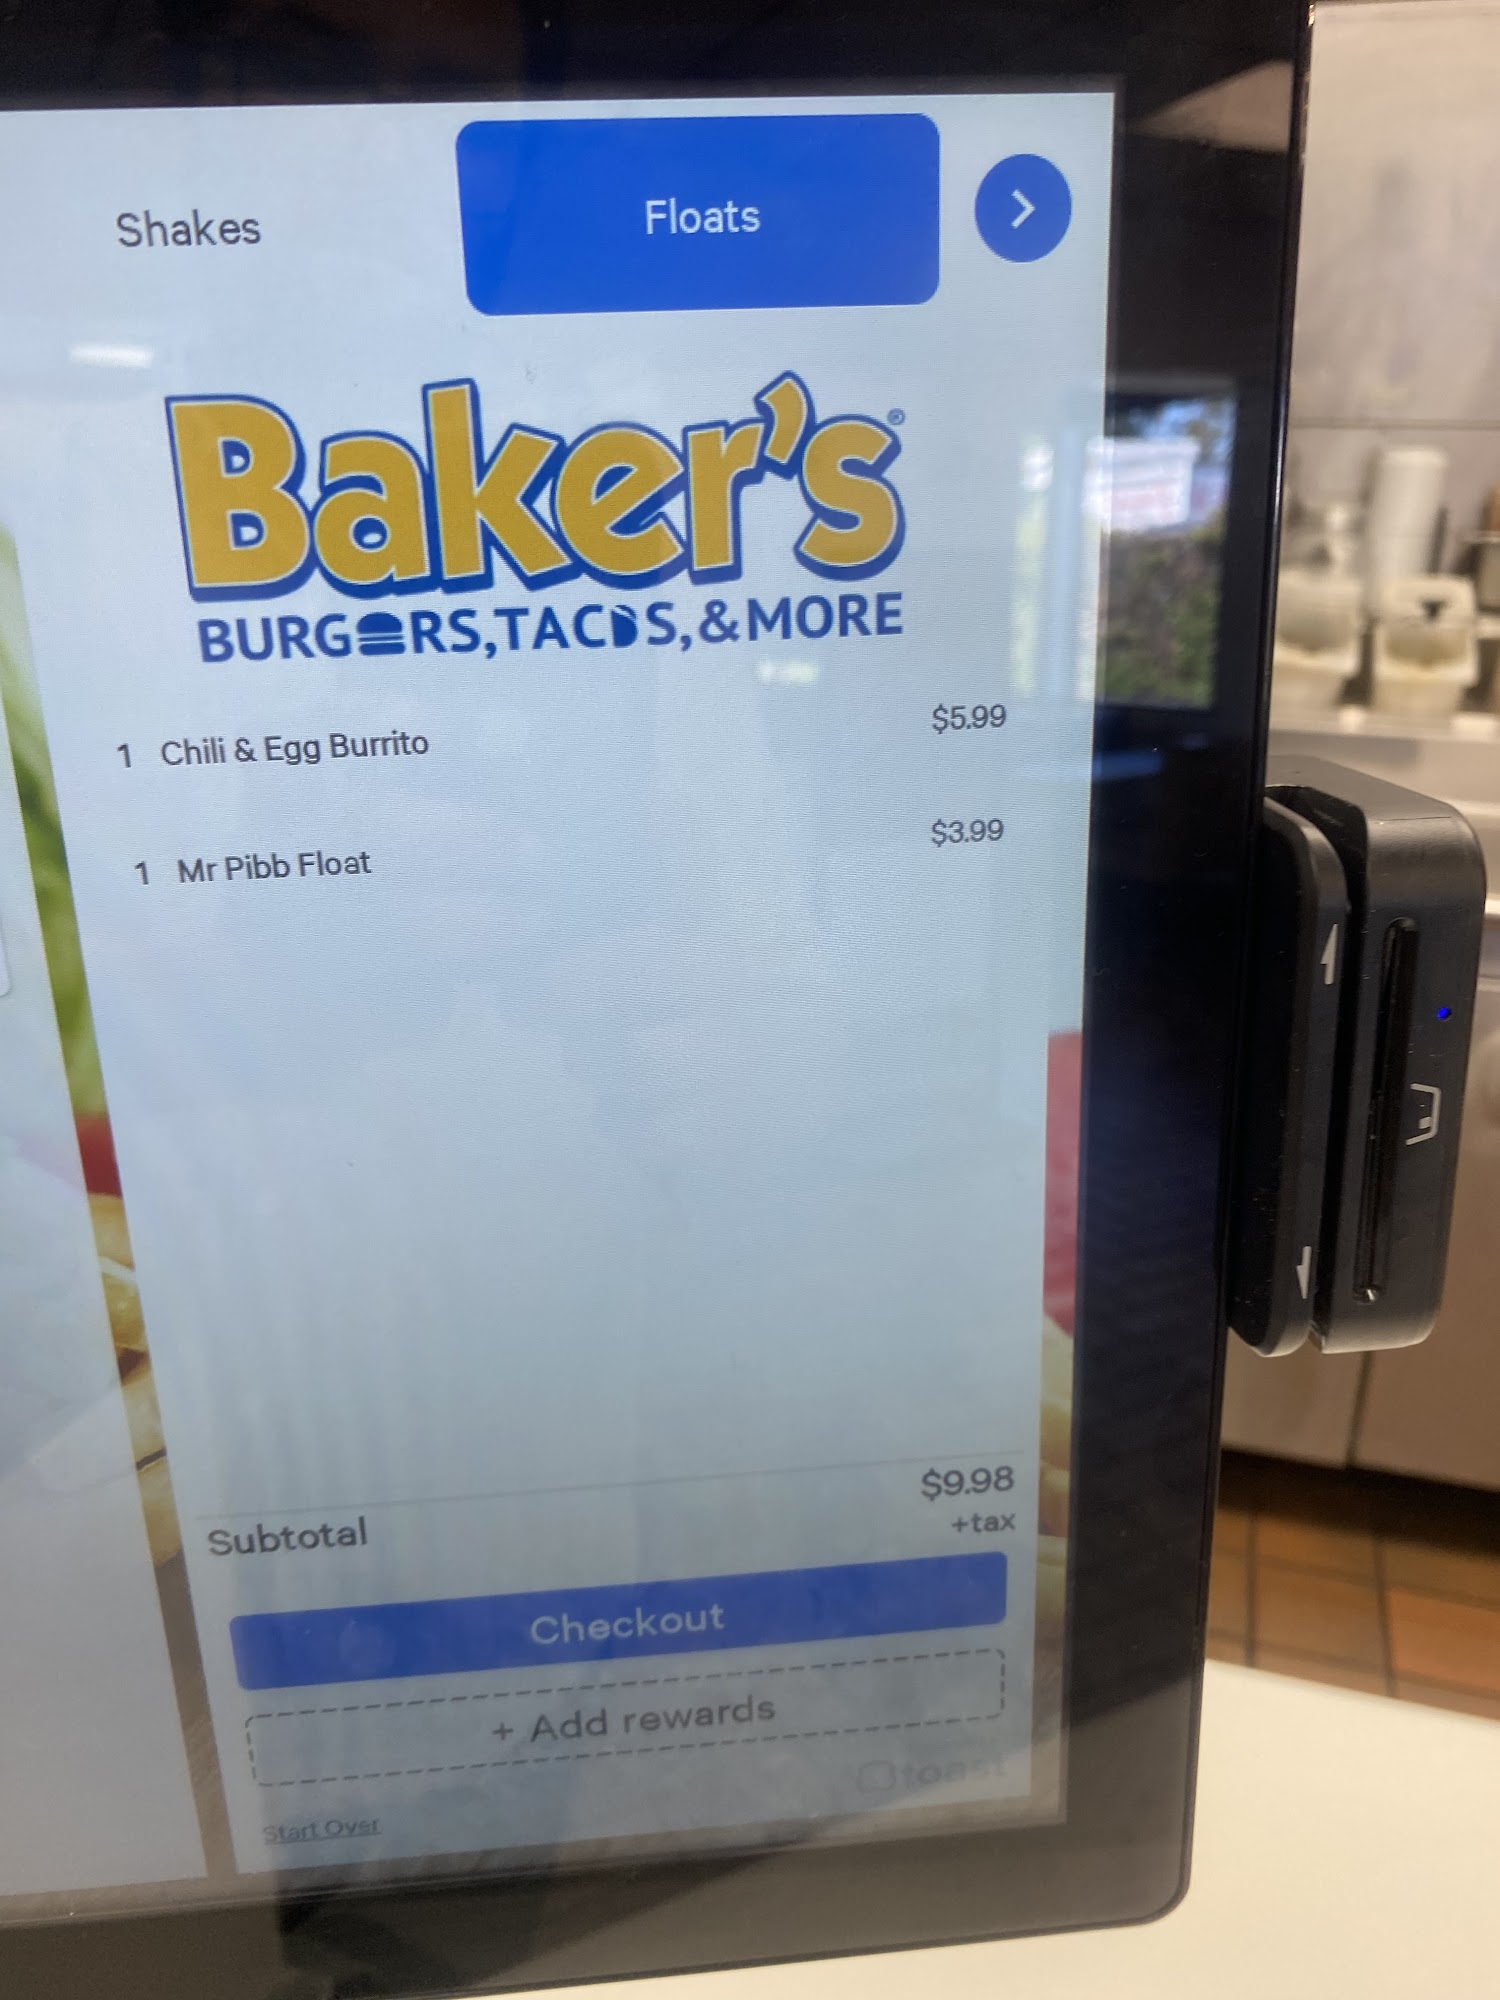 Shakes
Floats
Baker's®
BURGERS, TACOS, & MORE
1 Chili & Egg Burrito $5.99
1 Mr Pibb Float $3.99
Subtotal $9.98
+tax
Checkout
+ Add rewards
toast
Start Over